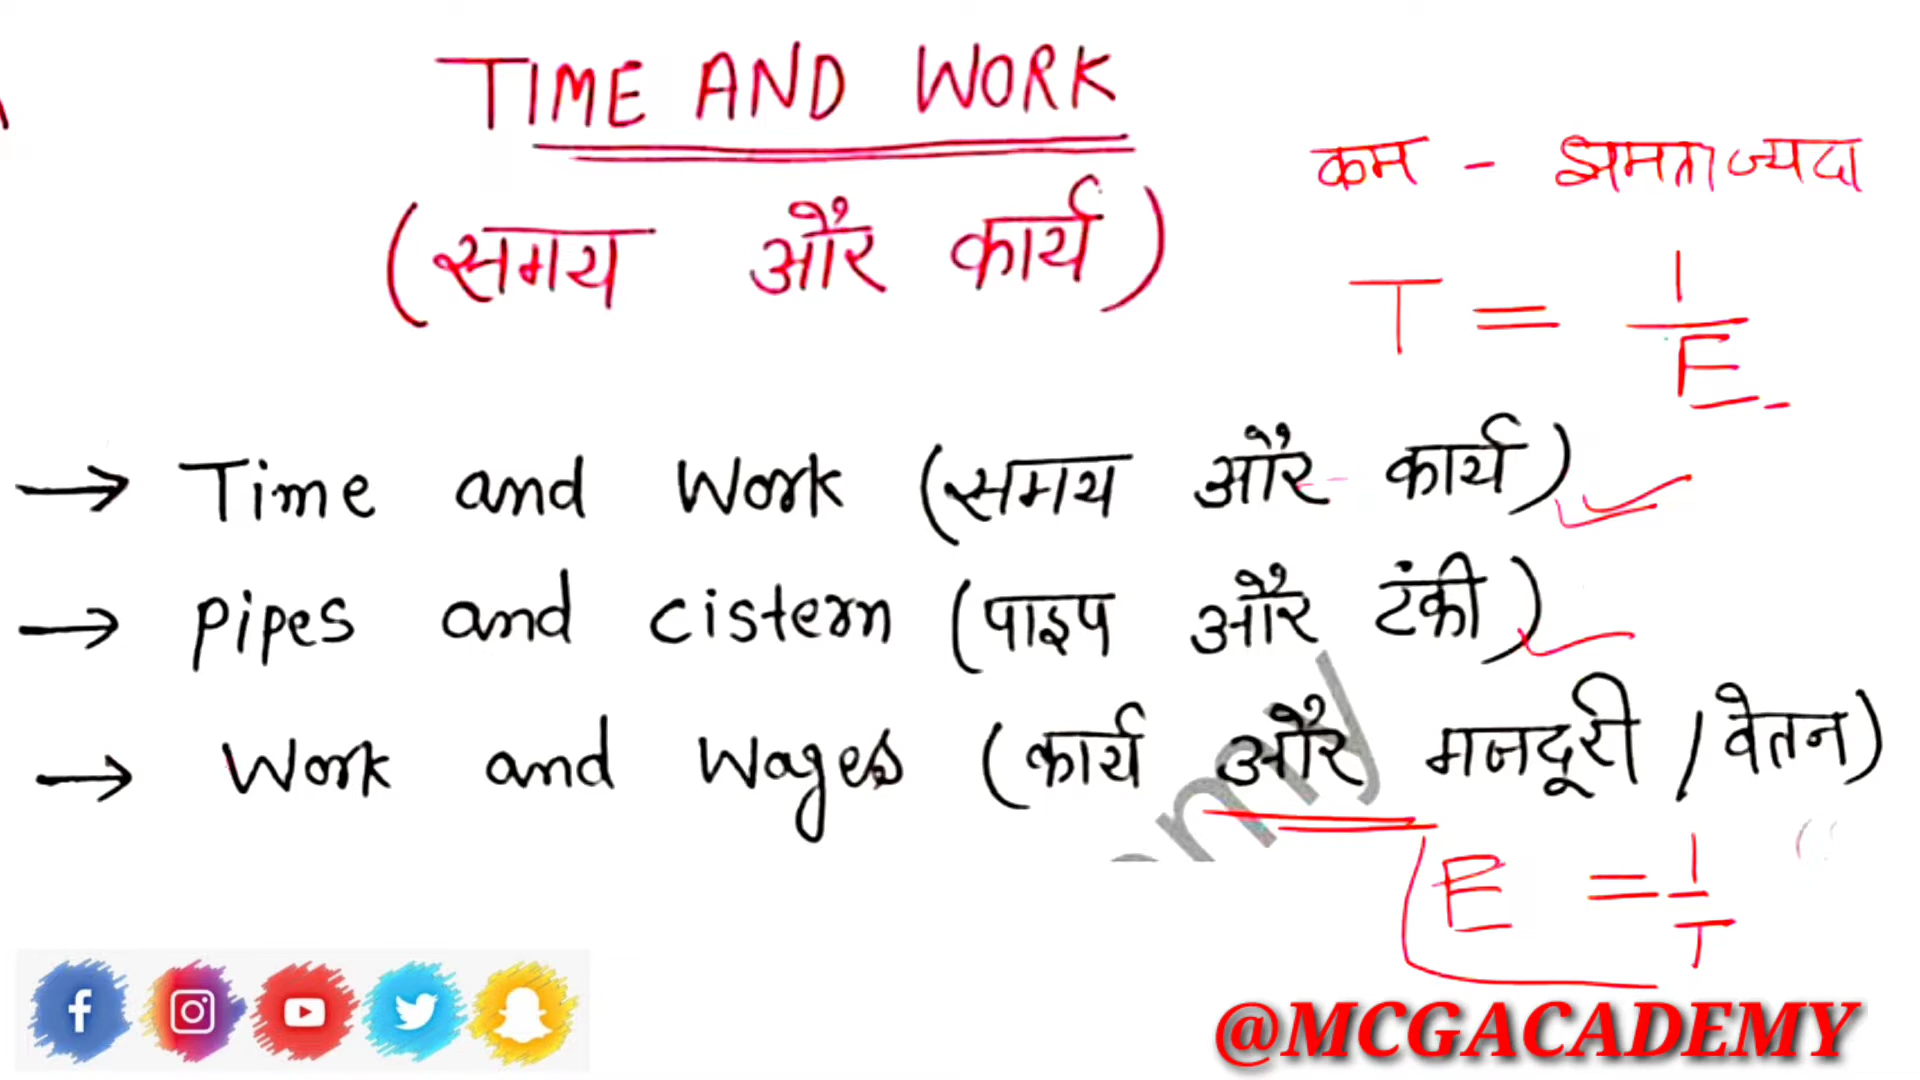 TIME AND WORK
(समय और कार्य)
कम - क्षमता ज्यदा
T = 1/E
→ Time and Work (समय और कार्य)
→ Pipes and cistern (पाइप और टंकी)
→ Work and Wages (कार्य और मजदूरी / वेतन)
E = 1/T
@MCGACADEMY